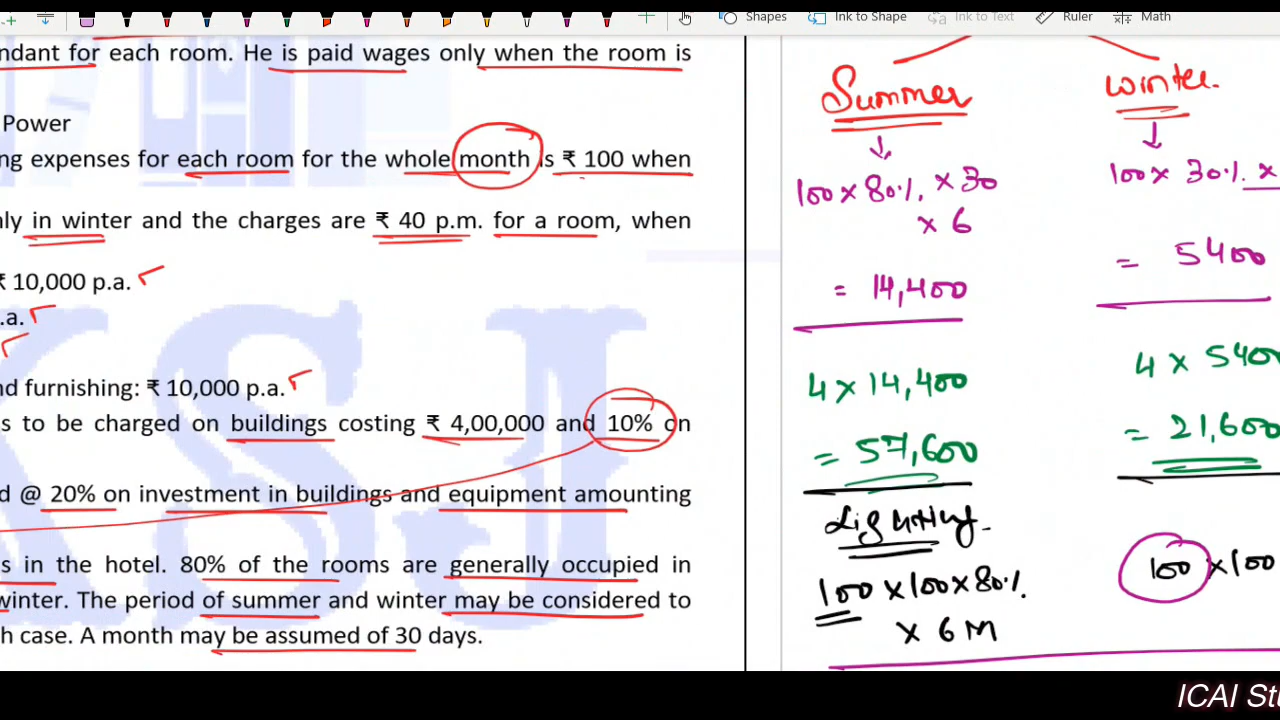 Shapes Ink to Shape Ink to Text Ruler Math
ndant for each room. He is paid wages only when the room is
Power
ng expenses for each room for the whole month is ₹ 100 when
nly in winter and the charges are ₹ 40 p.m. for a room, when
₹ 10,000 p.a.
.a.
nd furnishing: ₹ 10,000 p.a.
s to be charged on buildings costing ₹ 4,00,000 and 10% on
d @ 20% on investment in buildings and equipment amounting
s in the hotel. 80% of the rooms are generally occupied in
winter. The period of summer and winter may be considered to
h case. A month may be assumed of 30 days.
KSJ
Summer
100 x 80%. x 30
x 6
= 14,400
4 x 14,400
= 57,600
Lighting.
100 x 100 x 80%.
x 6 M
Winter.
100 x 30%. x
= 5400
4 x 5400
= 21,600
100 x 100
ICAI St